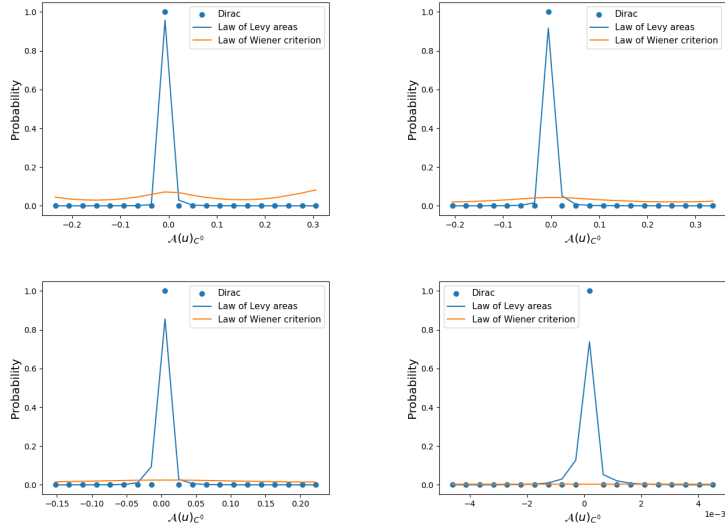 Dirac
Law of Levy areas
Law of Wiener criterion
Probability
1.0
0.8
0.6
0.4
0.2
0.0
−0.2 −0.1 0.0 0.1 0.2 0.3
𝒜(u)_{C⁰}
Dirac
Law of Levy areas
Law of Wiener criterion
Probability
1.0
0.8
0.6
0.4
0.2
0.0
−0.2 −0.1 0.0 0.1 0.2 0.3
𝒜(u)_{C⁰}
Dirac
Law of Levy areas
Law of Wiener criterion
Probability
1.0
0.8
0.6
0.4
0.2
0.0
−0.15 −0.10 −0.05 0.00 0.05 0.10 0.15 0.20
𝒜(u)_{C⁰}
Dirac
Law of Levy areas
Law of Wiener criterion
Probability
1.0
0.8
0.6
0.4
0.2
0.0
−4 −2 0 2 4
1e−3
𝒜(u)_{C⁰}